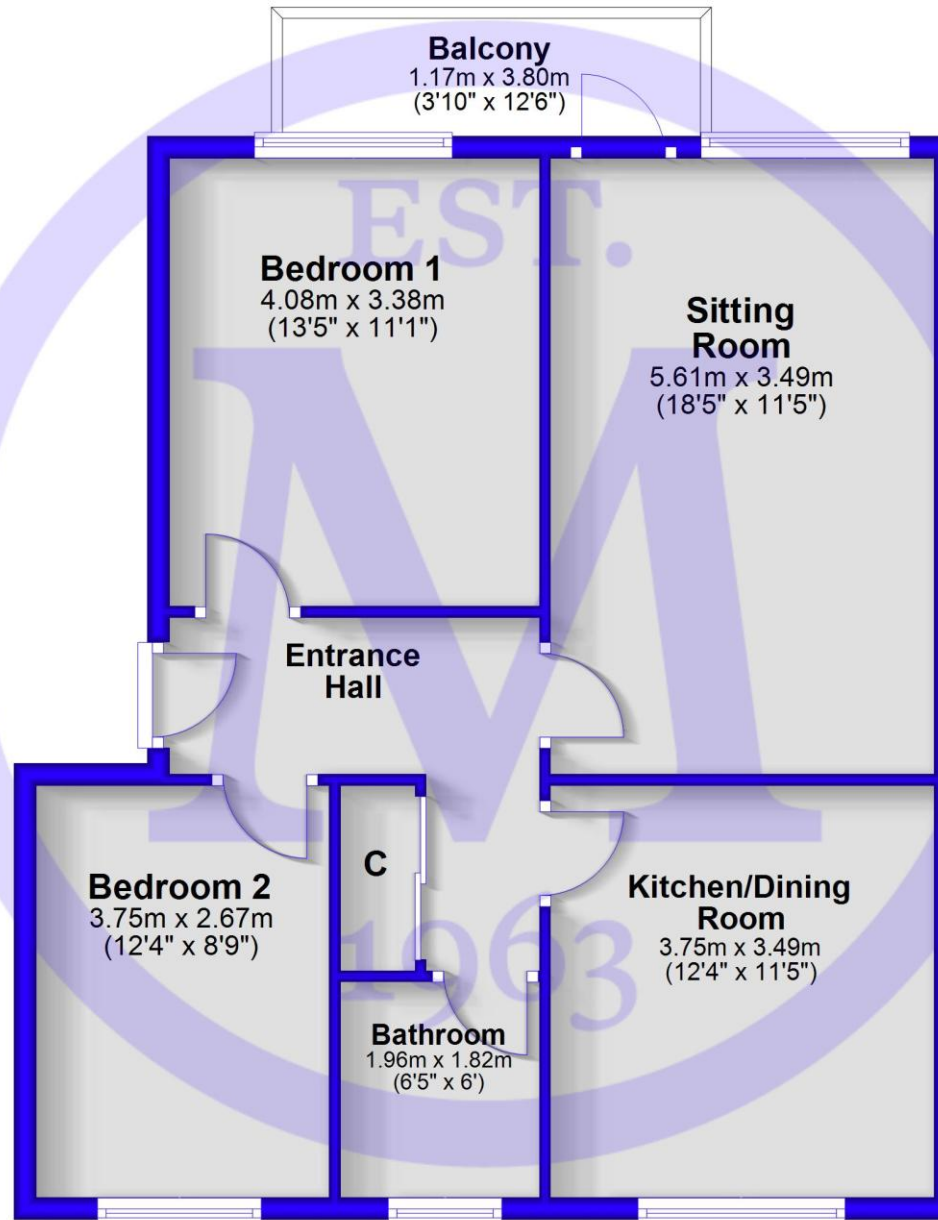 Balcony
1.17m x 3.80m
(3'10" x 12'6")
EST.
Bedroom 1
4.08m x 3.38m
(13'5" x 11'1")
Sitting
Room
5.61m x 3.49m
(18'5" x 11'5")
M
Entrance
Hall
C
Bedroom 2
3.75m x 2.67m
(12'4" x 8'9")
Kitchen/Dining
Room
3.75m x 3.49m
(12'4" x 11'5")
1963
Bathroom
1.96m x 1.82m
(6'5" x 6')